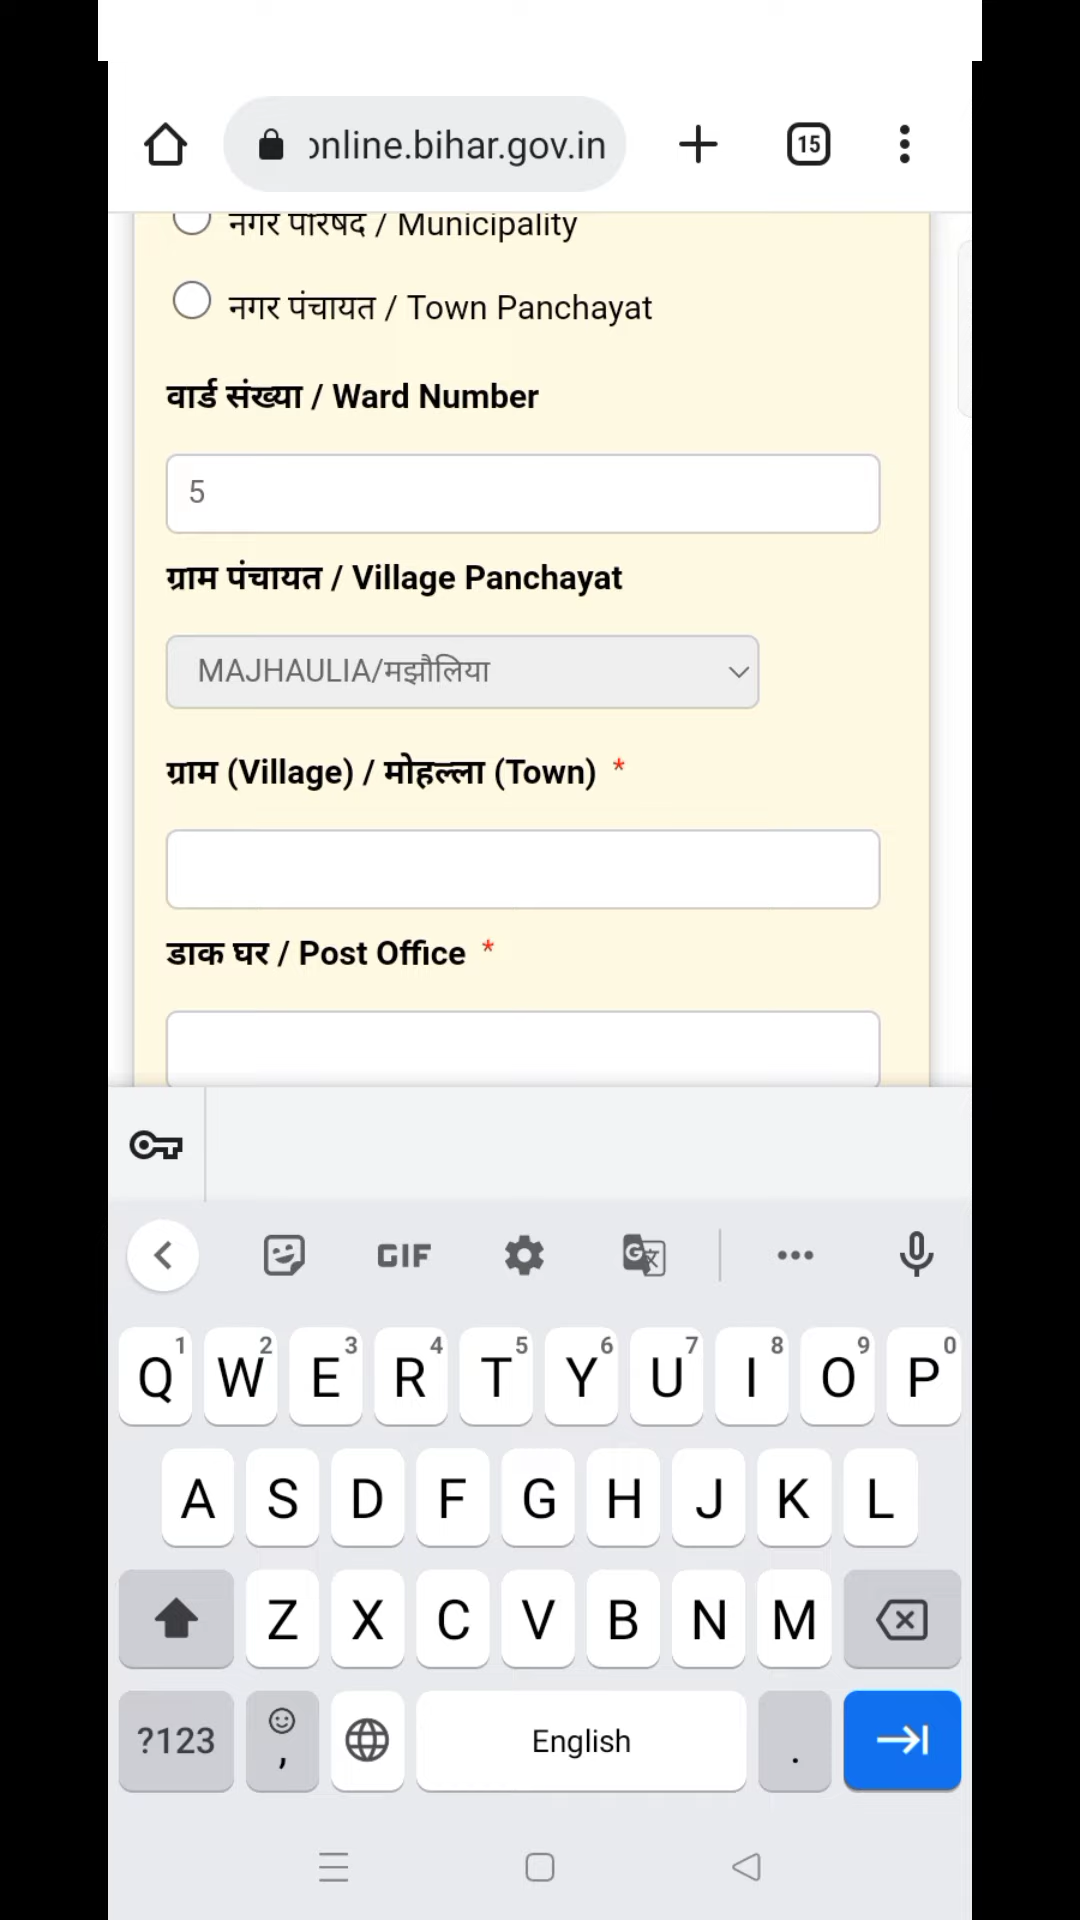 online.bihar.gov.in
15
नगर परिषद / Municipality
नगर पंचायत / Town Panchayat
वार्ड संख्या / Ward Number
5
ग्राम पंचायत / Village Panchayat
MAJHAULIA/मझौलिया
ग्राम (Village) / मोहल्ला (Town) *
डाक घर / Post Office *
GIF
Q1 W2 E3 R4 T5 Y6 U7 I8 O9 P0
A S D F G H J K L
Z X C V B N M
?123 , English .